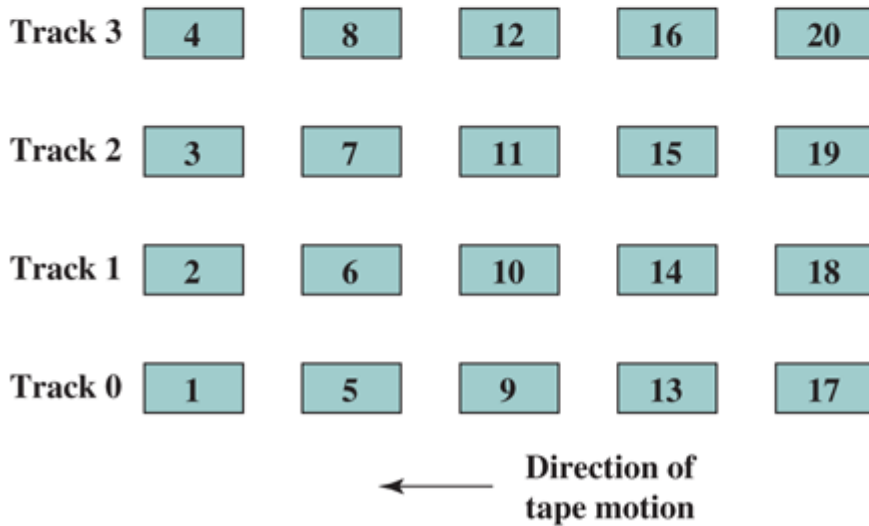 Track 3 4 8 12 16 20
Track 2 3 7 11 15 19
Track 1 2 6 10 14 18
Track 0 1 5 9 13 17
Direction of
tape motion